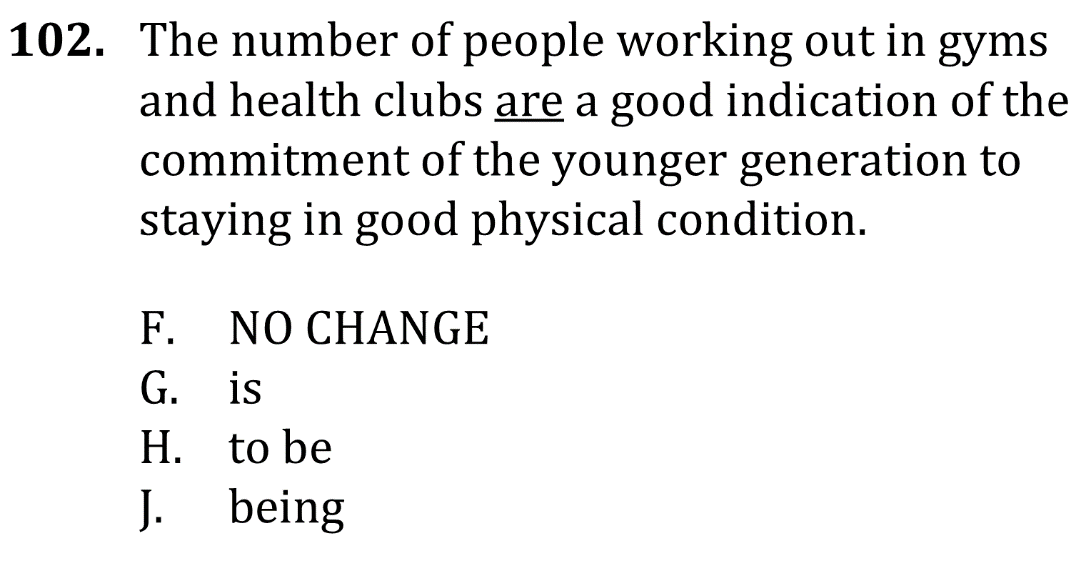 102. The number of people working out in gyms
and health clubs are a good indication of the
commitment of the younger generation to
staying in good physical condition.
F. NO CHANGE
G. is
H. to be
J. being